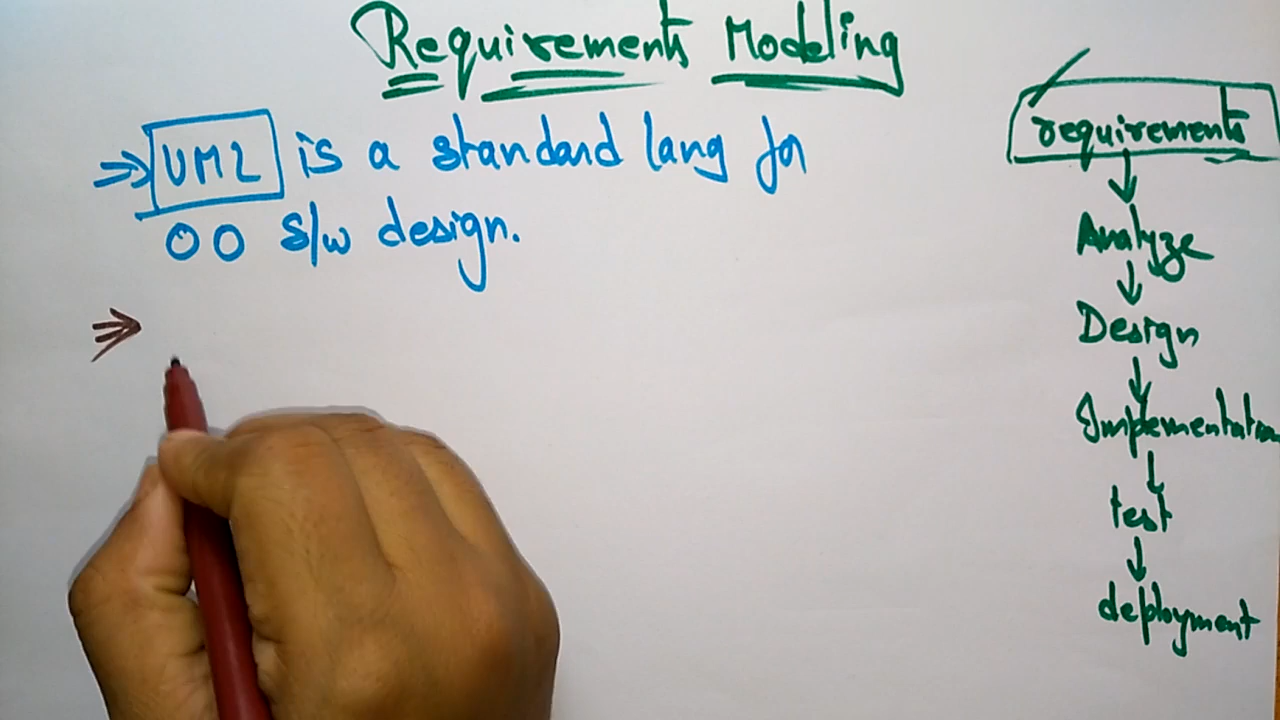 Requirements Modeling
⇒ UML is a standard lang for
OO s/w design.
requirements
↓
Analyze
↓
Design
↓
Implementation
↓
test
↓
deployment